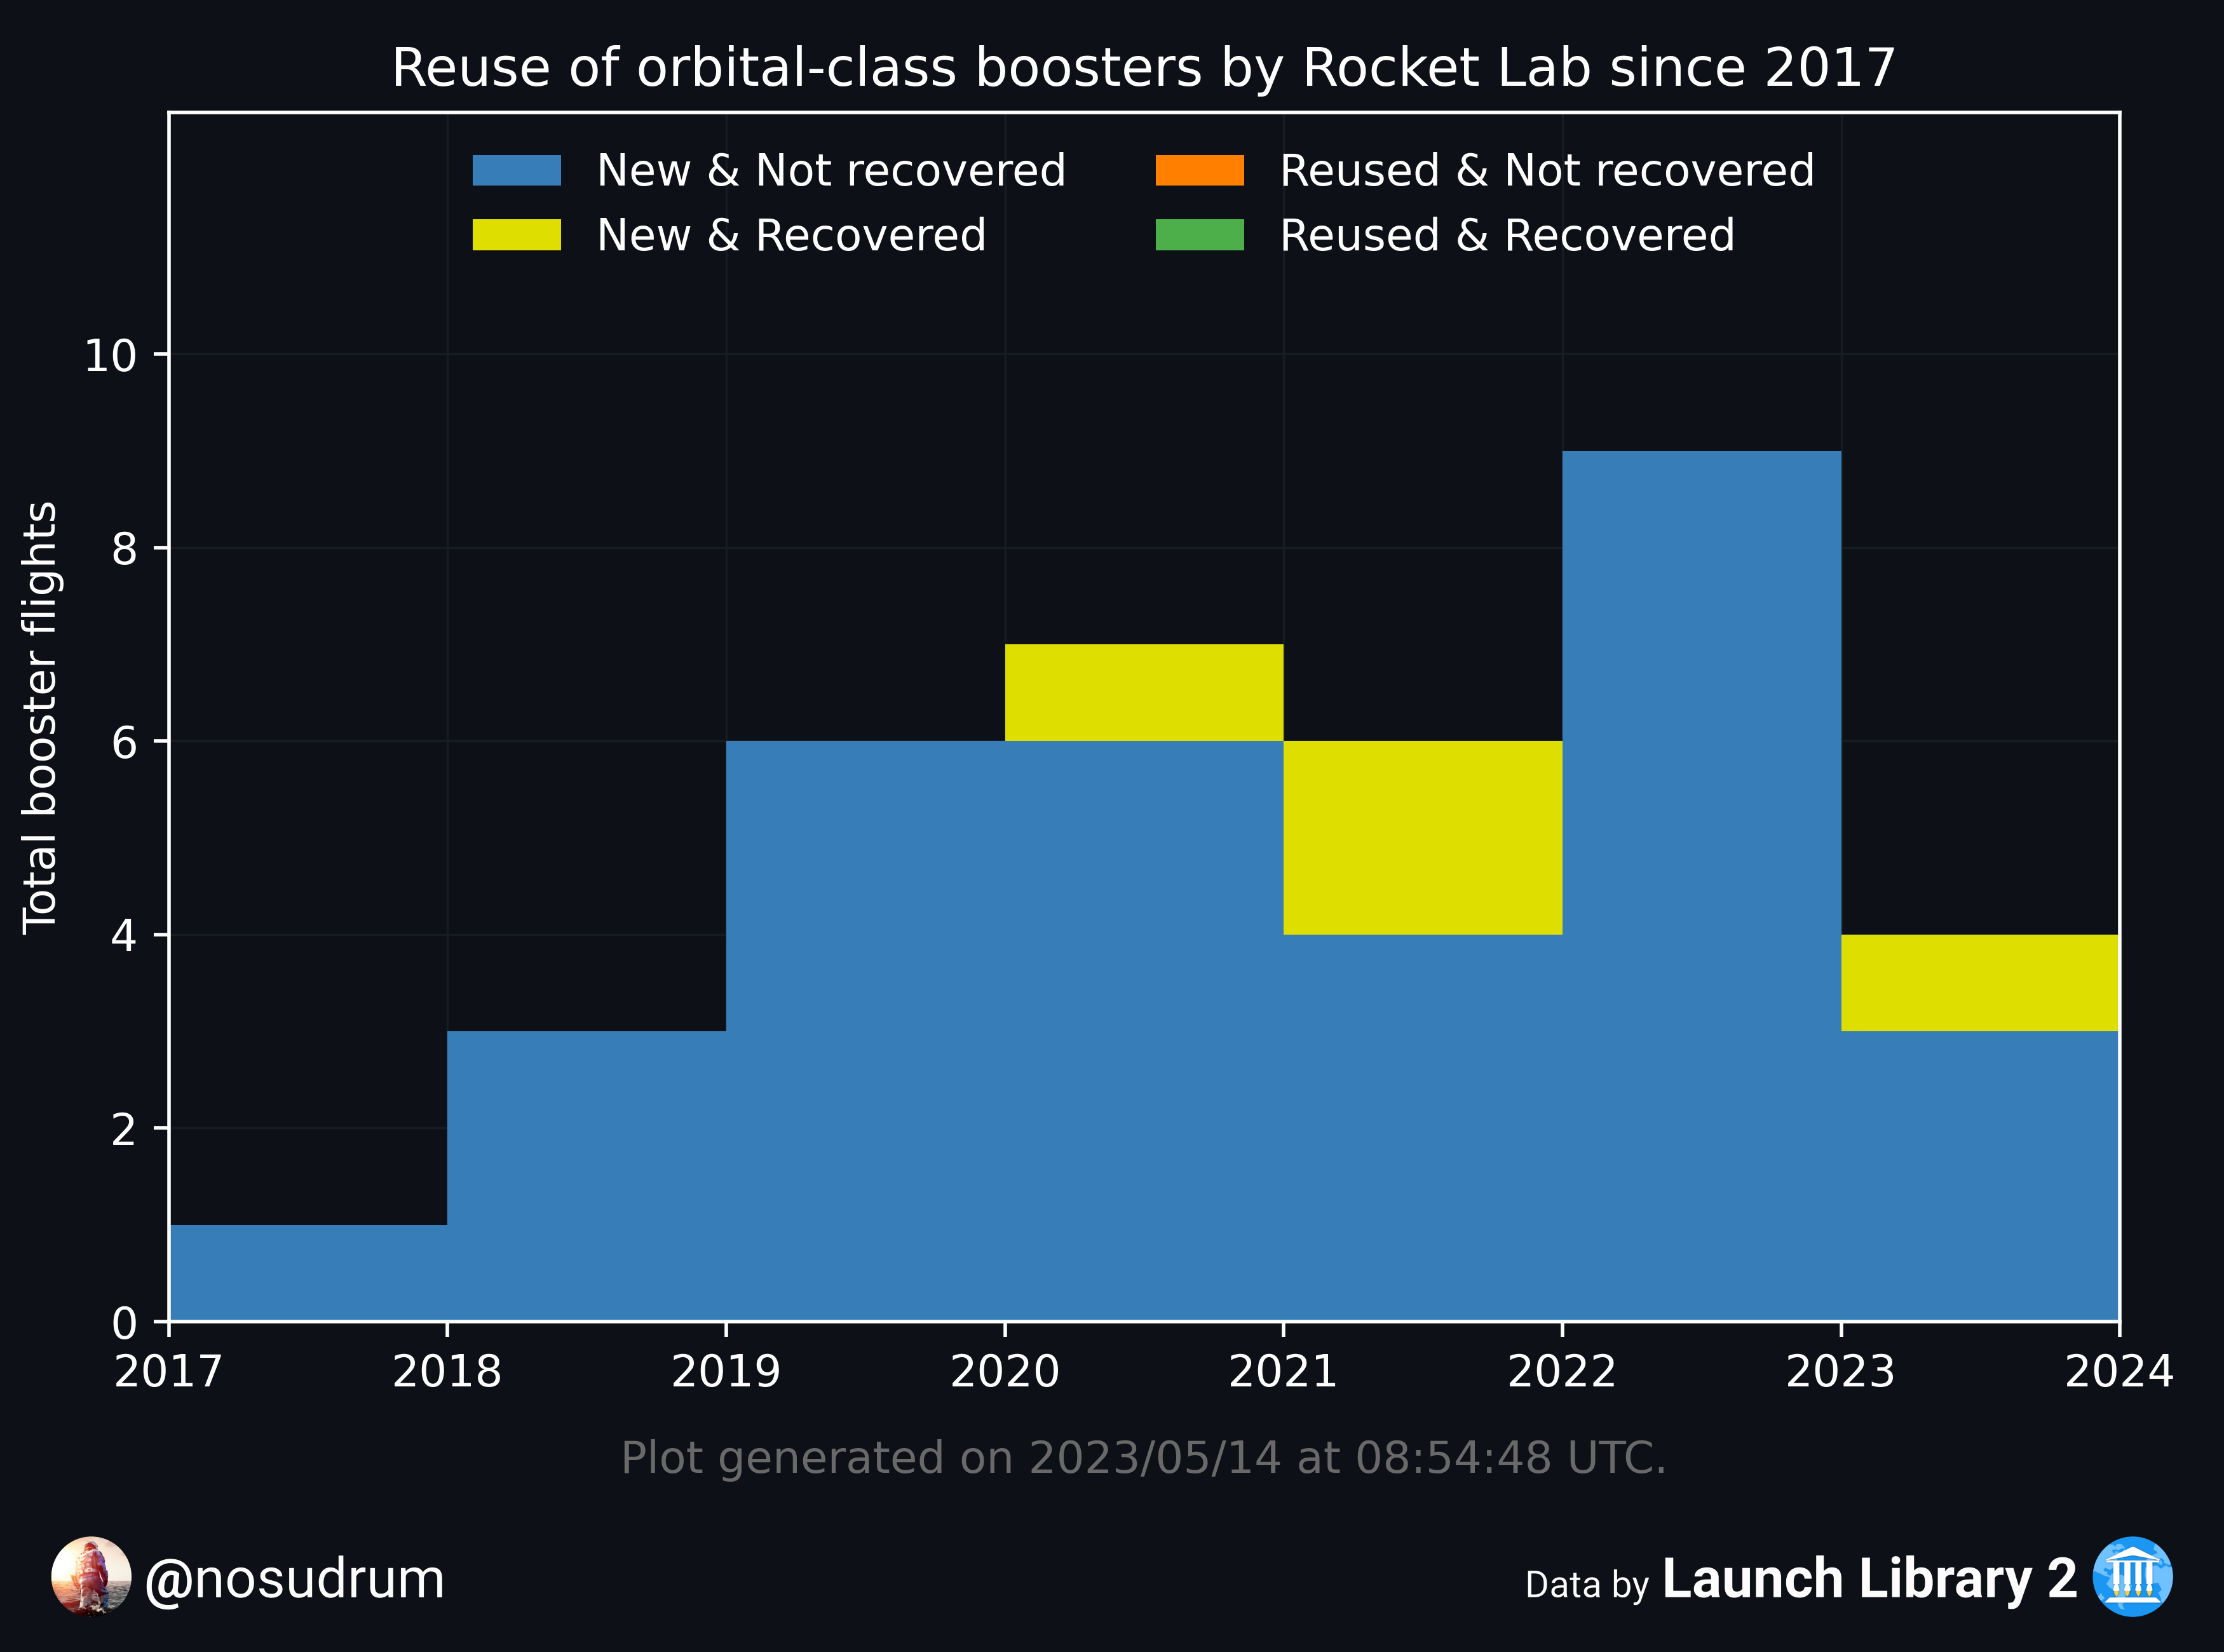 Reuse of orbital-class boosters by Rocket Lab since 2017
New & Not recovered
New & Recovered
Reused & Not recovered
Reused & Recovered
Total booster flights
10
8
6
4
2
0
2017 2018 2019 2020 2021 2022 2023 2024
Plot generated on 2023/05/14 at 08:54:48 UTC.
@nosudrum
Data by Launch Library 2